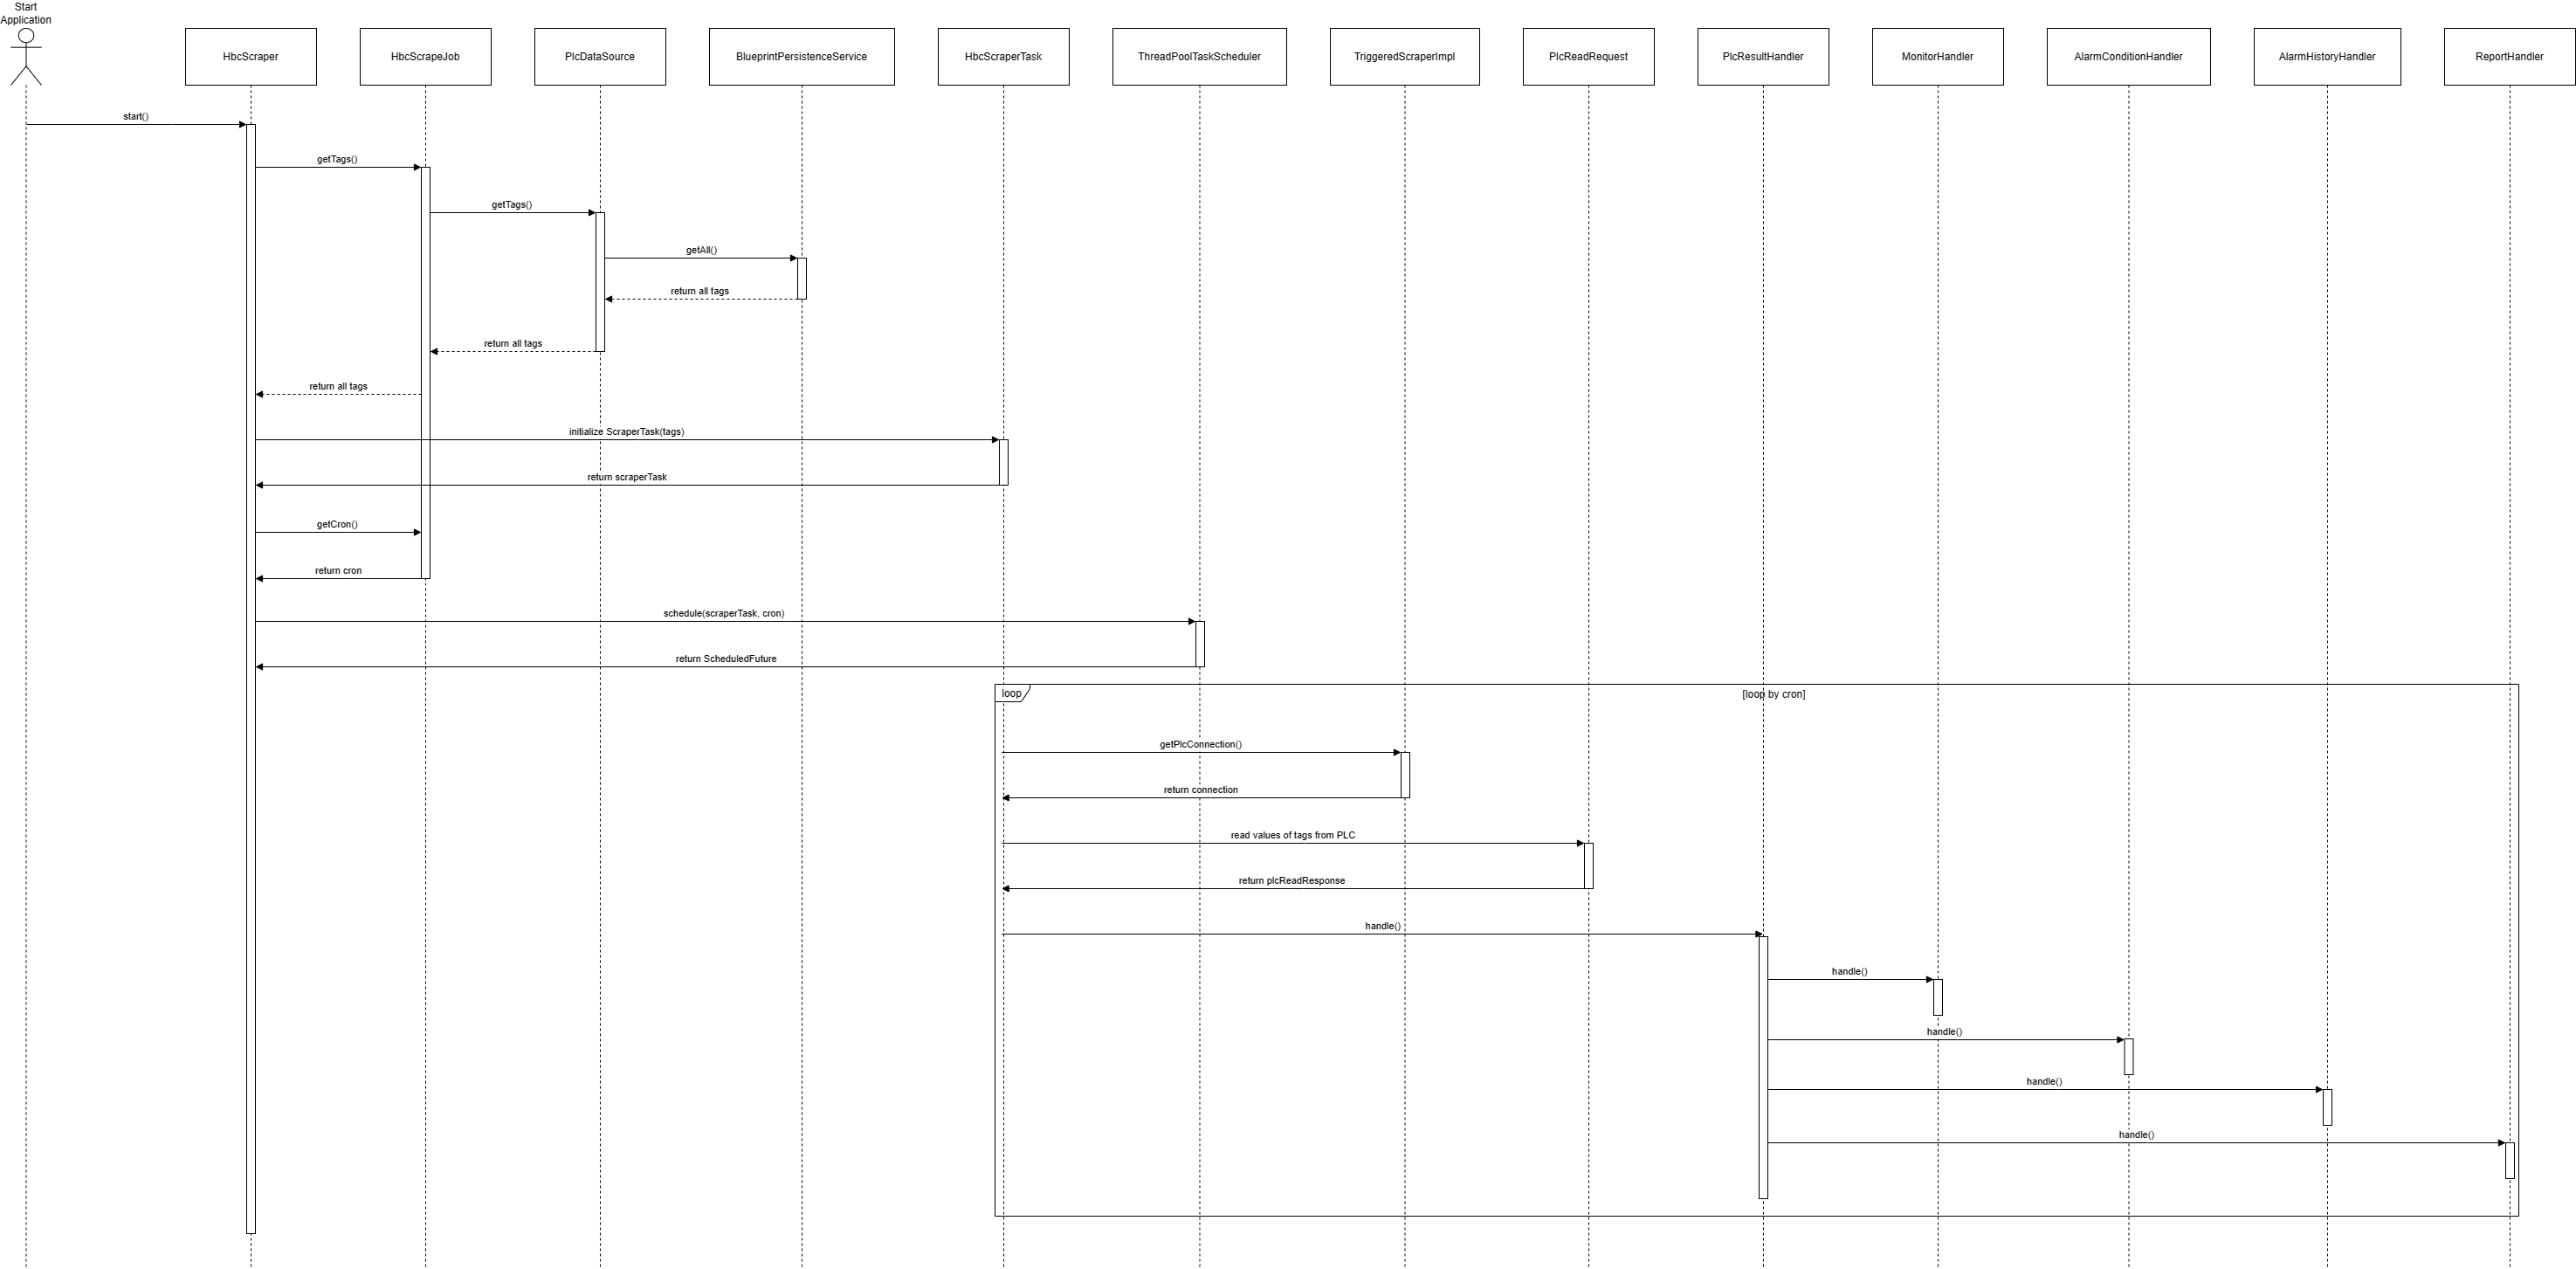 Start
Application
HbcScraper
HbcScrapeJob
PlcDataSource
BlueprintPersistenceService
HbcScraperTask
ThreadPoolTaskScheduler
TriggeredScraperImpl
PlcReadRequest
PlcResultHandler
MonitorHandler
AlarmConditionHandler
AlarmHistoryHandler
ReportHandler
start()
getTags()
getTags()
getAll()
return all tags
return all tags
return all tags
initialize ScraperTask(tags)
return scraperTask
getCron()
return cron
schedule(scraperTask, cron)
return ScheduledFuture
loop
[loop by cron]
getPlcConnection()
return connection
read values of tags from PLC
return plcReadResponse
handle()
handle()
handle()
handle()
handle()